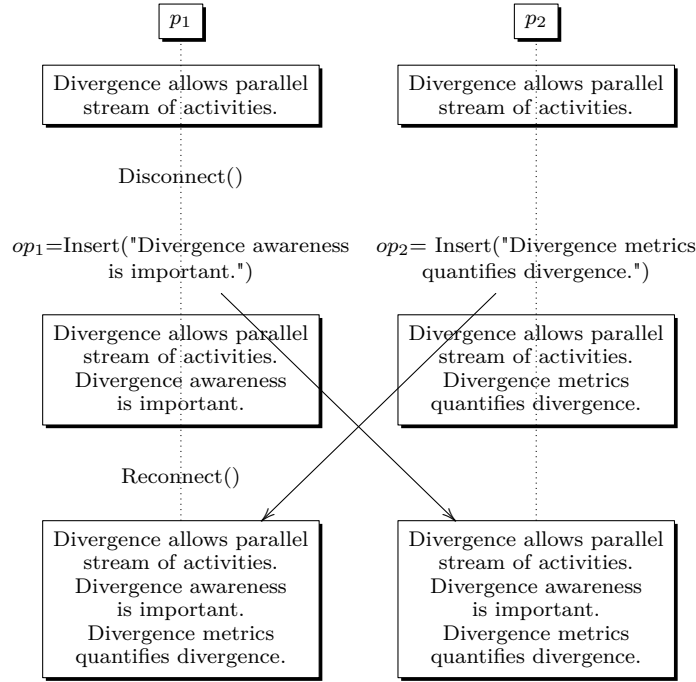 p1
p2
Divergence allows parallel
stream of activities.
Divergence allows parallel
stream of activities.
Disconnect()
op1=Insert("Divergence awareness
is important.")
op2= Insert("Divergence metrics
quantifies divergence.")
Divergence allows parallel
stream of activities.
Divergence awareness
is important.
Divergence allows parallel
stream of activities.
Divergence metrics
quantifies divergence.
Reconnect()
Divergence allows parallel
stream of activities.
Divergence awareness
is important.
Divergence metrics
quantifies divergence.
Divergence allows parallel
stream of activities.
Divergence awareness
is important.
Divergence metrics
quantifies divergence.